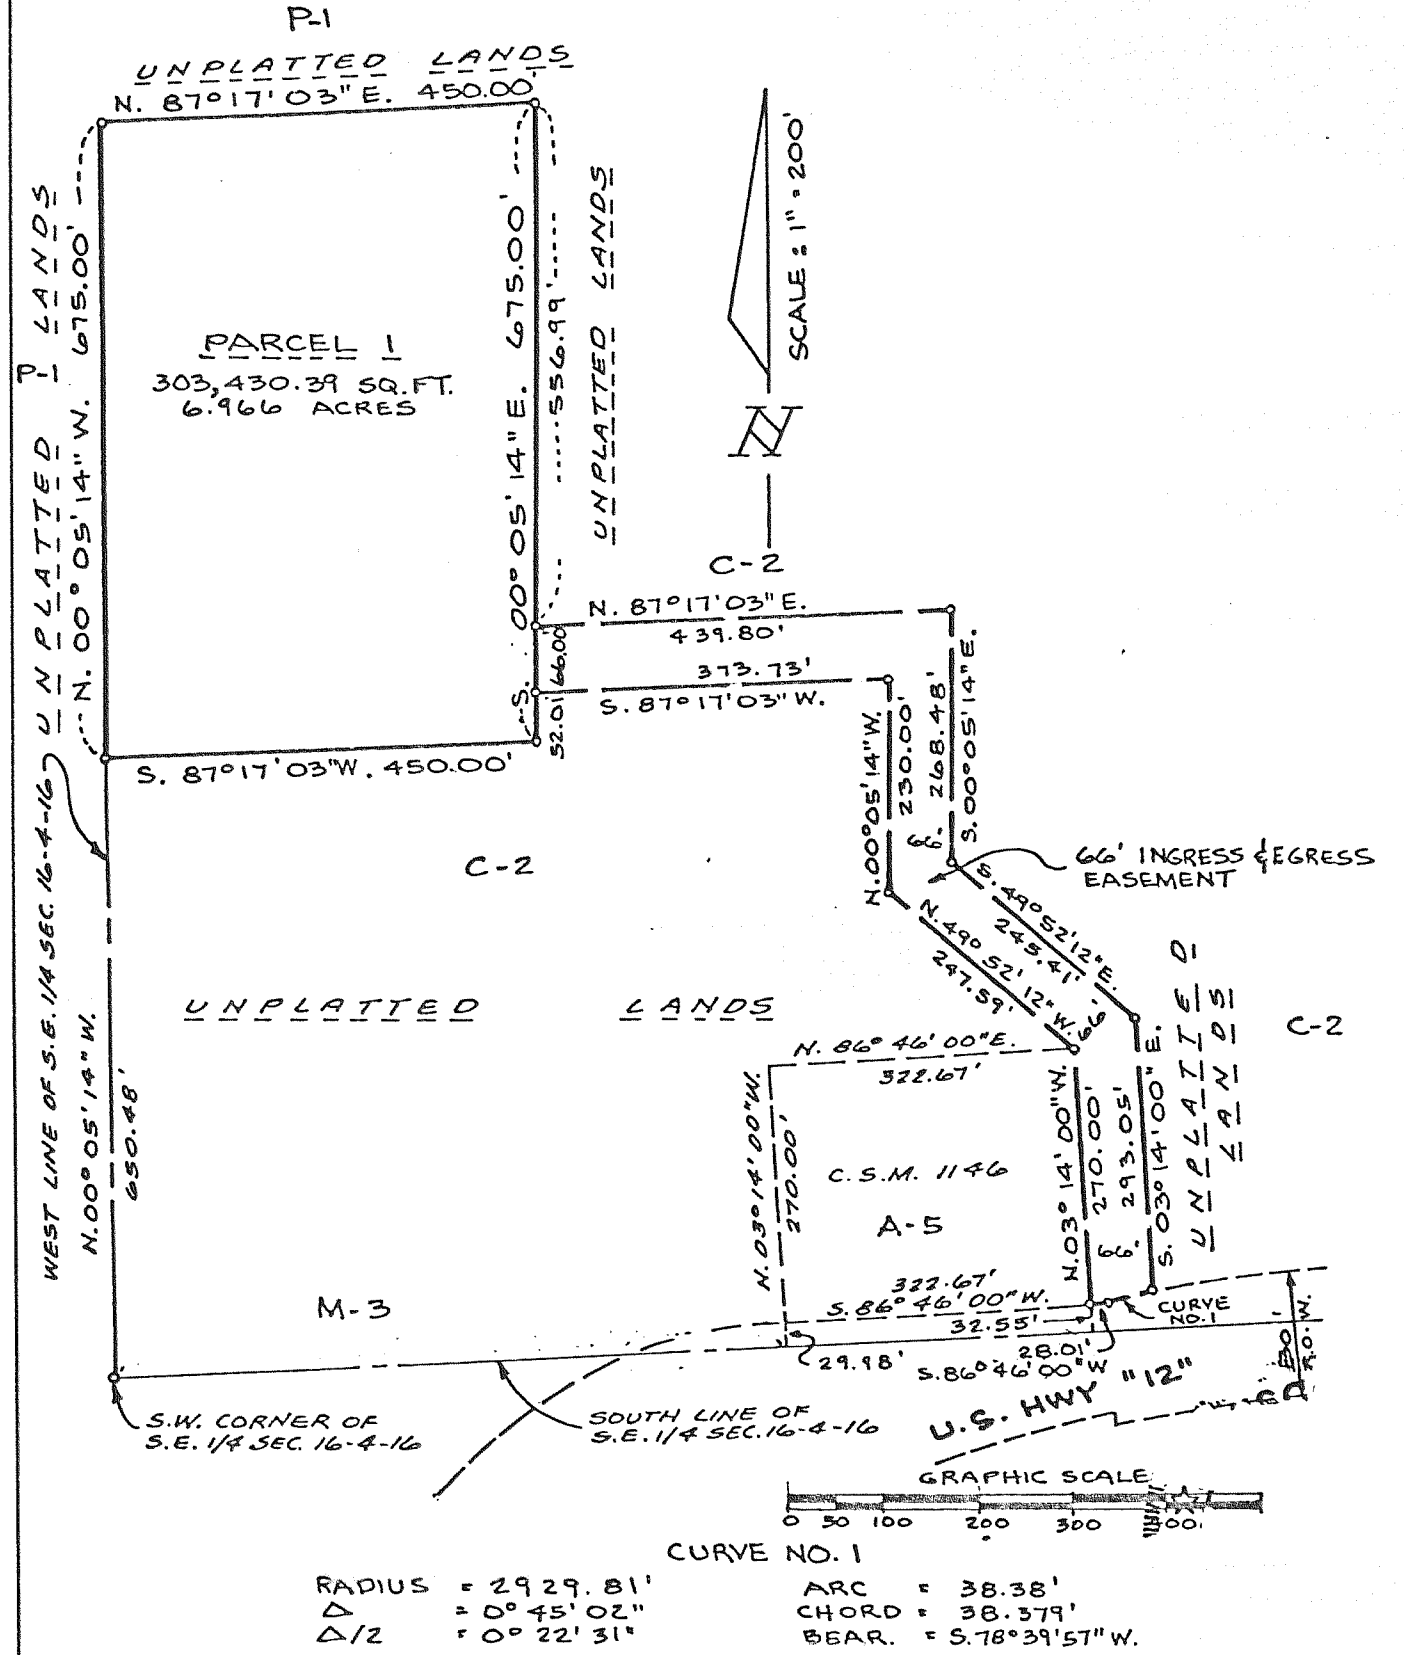 P-1
UNPLATTED LANDS
N. 87°17'03"E. 450.00'
UNPLATTED P-1 LANDS
N. 00°05'14"W. 675.00'
PARCEL 1
303,430.39 SQ.FT.
6.966 ACRES
S. 00°05'14"E. 675.00'
556.99'
UNPLATTED LANDS
SCALE: 1" = 200'
N
C-2
N. 87°17'03"E.
439.80'
373.73'
S. 87°17'03"W.
66.00
52.01
S. 87°17'03"W. 450.00'
N.00°05'14"W.
230.00'
268.48'
S.00°05'14"E.
66.
66' INGRESS & EGRESS
EASEMENT
C-2
WEST LINE OF S.E. 1/4 SEC. 16-4-16
S.49°52'12"E.
245.41'
N.49°52'12"W.
247.59'
66'
UNPLATTED LANDS
UNPLATTED
LANDS
C-2
N.00°05'14"W.
650.48'
N. 86°46'00"E.
322.67'
N.03°14'00"W.
270.00'
C.S.M. 1146
A-5
N.03°14'00"W.
270.00'
293.05'
S.03°14'00"E.
66'
322.67'
S.86°46'00"W.
32.55'
CURVE
NO.1
M-3
29.98'
28.01'
S.86°46'00"W
80'
R.O.W.
U.S. HWY "12"
S.W. CORNER OF
S.E. 1/4 SEC. 16-4-16
SOUTH LINE OF
S.E. 1/4 SEC. 16-4-16
GRAPHIC SCALE
0 50 100 200 300 400
CURVE NO. 1
RADIUS = 2929.81'
Δ = 0°45'02"
Δ/2 = 0°22'31"
ARC = 38.38'
CHORD = 38.379'
BEAR. = S.78°39'57"W.